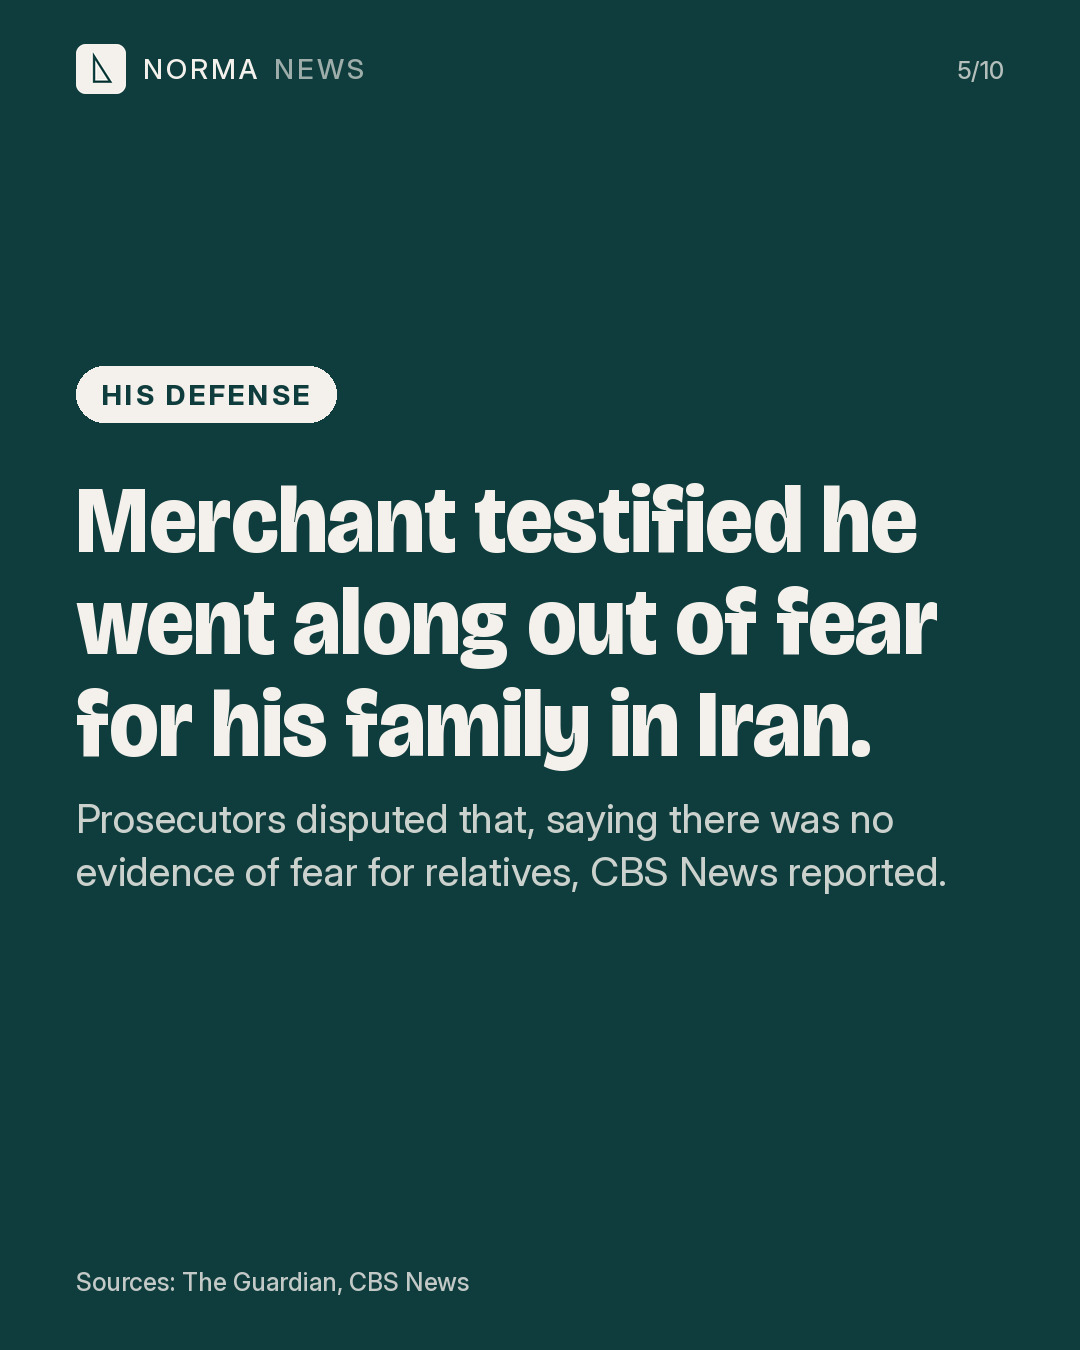 NORMA NEWS
5/10
HIS DEFENSE
Merchant testified he
went along out of fear
for his family in Iran.
Prosecutors disputed that, saying there was no
evidence of fear for relatives, CBS News reported.
Sources: The Guardian, CBS News